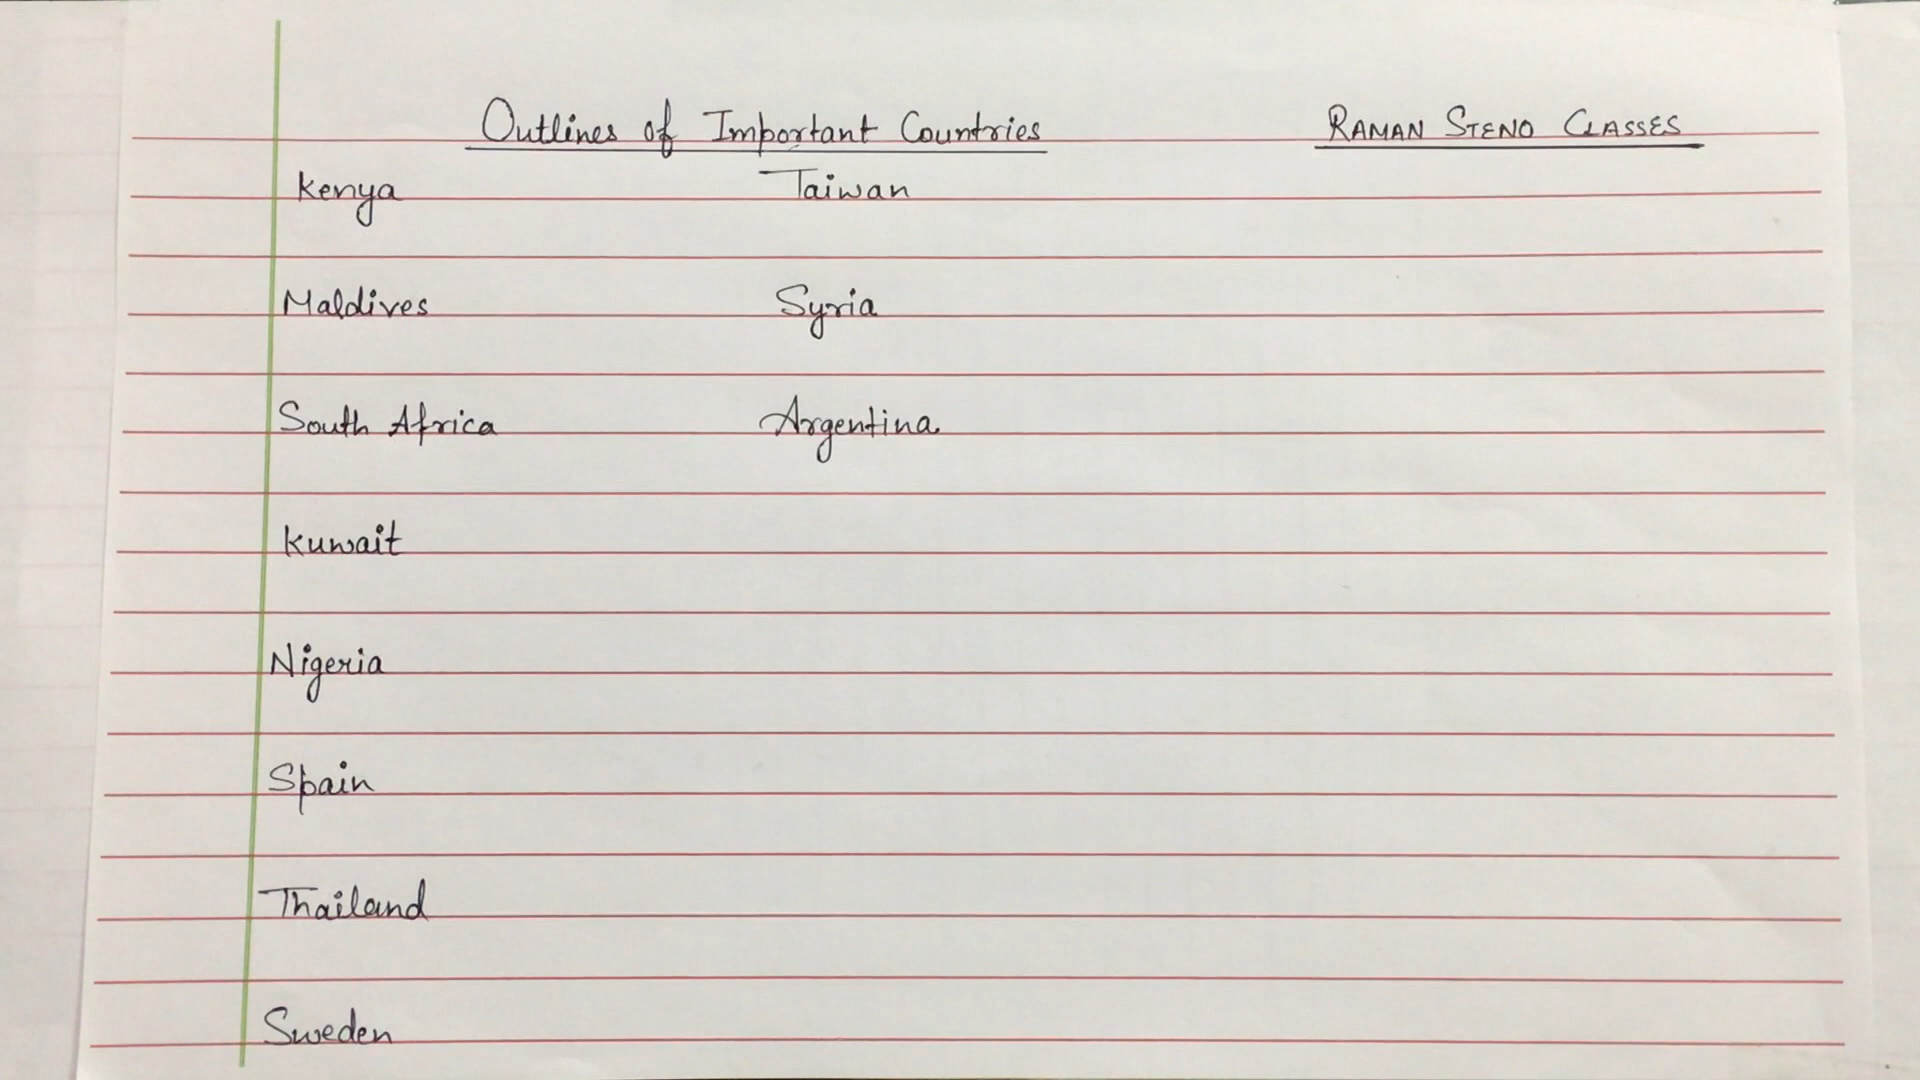 Outlines of Important Countries RAMAN STENO CLASSES
Kenya Taiwan
Maldives Syria
South Africa Argentina
Kuwait
Nigeria
Spain
Thailand
Sweden